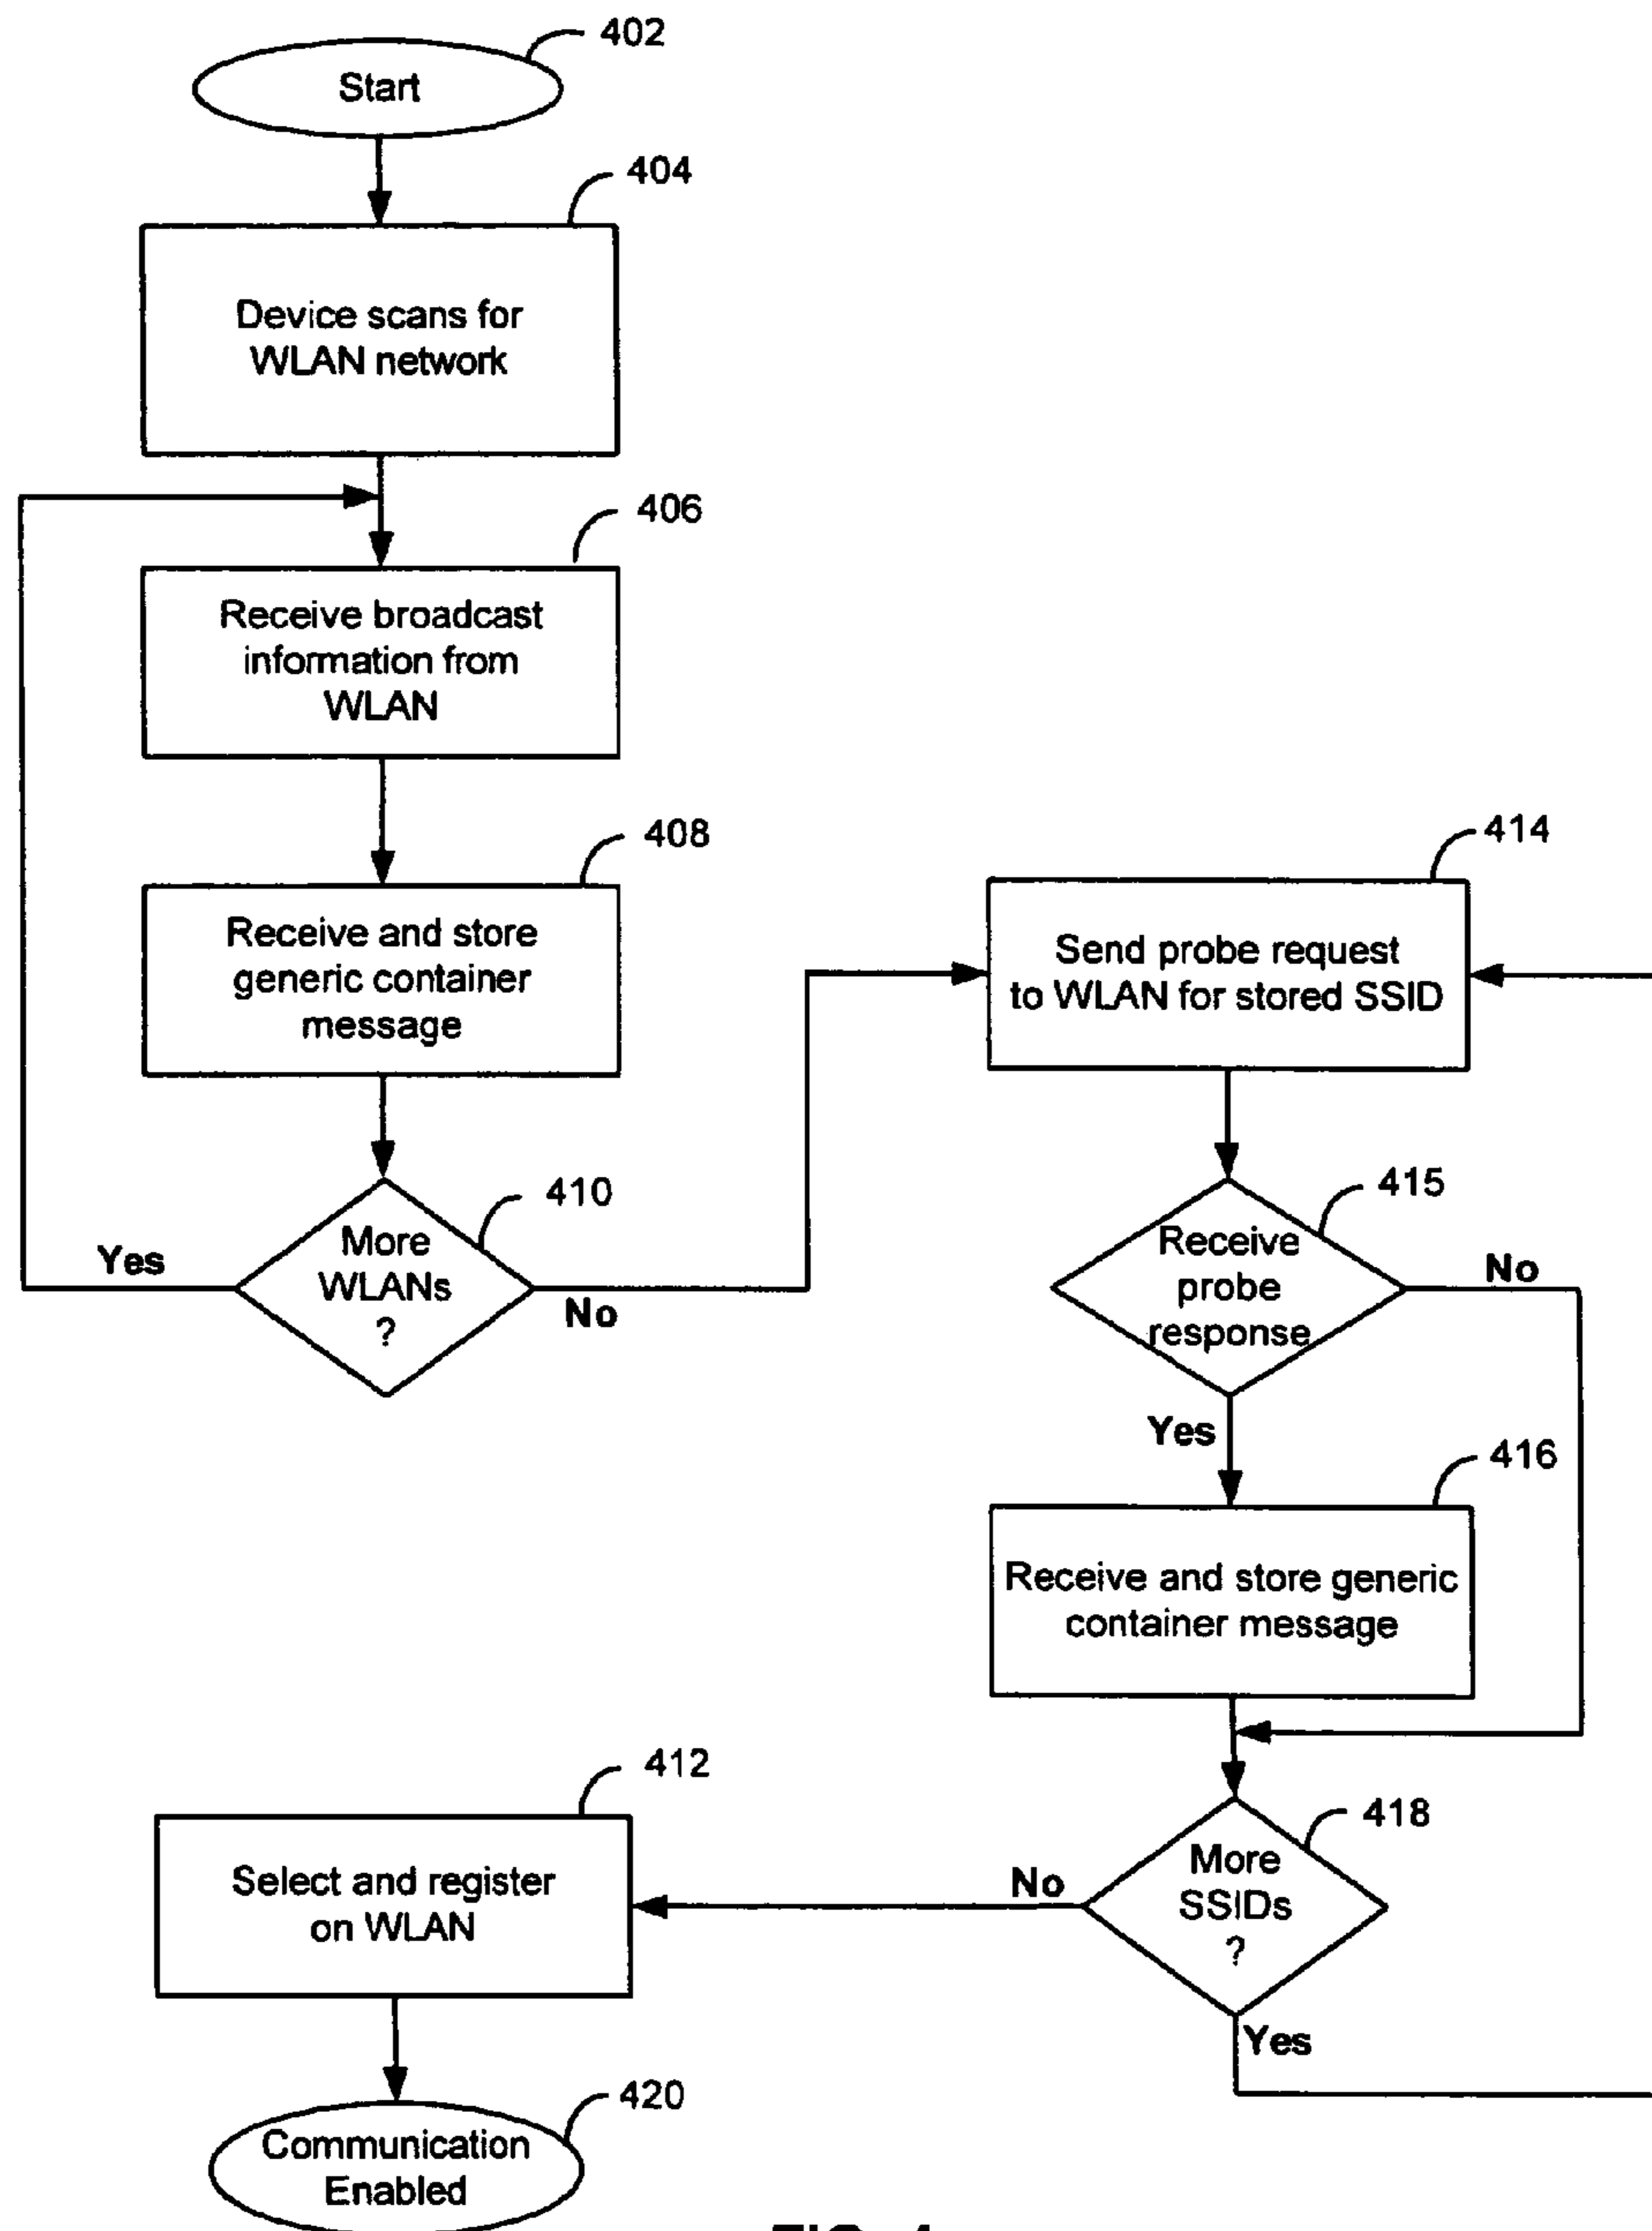 402
Start
404
Device scans for
WLAN network
406
Receive broadcast
information from
WLAN
408
Receive and store
generic container
message
410
More
WLANs
?
Yes
No
414
Send probe request
to WLAN for stored SSID
415
Receive
probe
response
No
Yes
416
Receive and store generic
container message
418
More
SSIDs
?
No
Yes
412
Select and register
on WLAN
420
Communication
Enabled